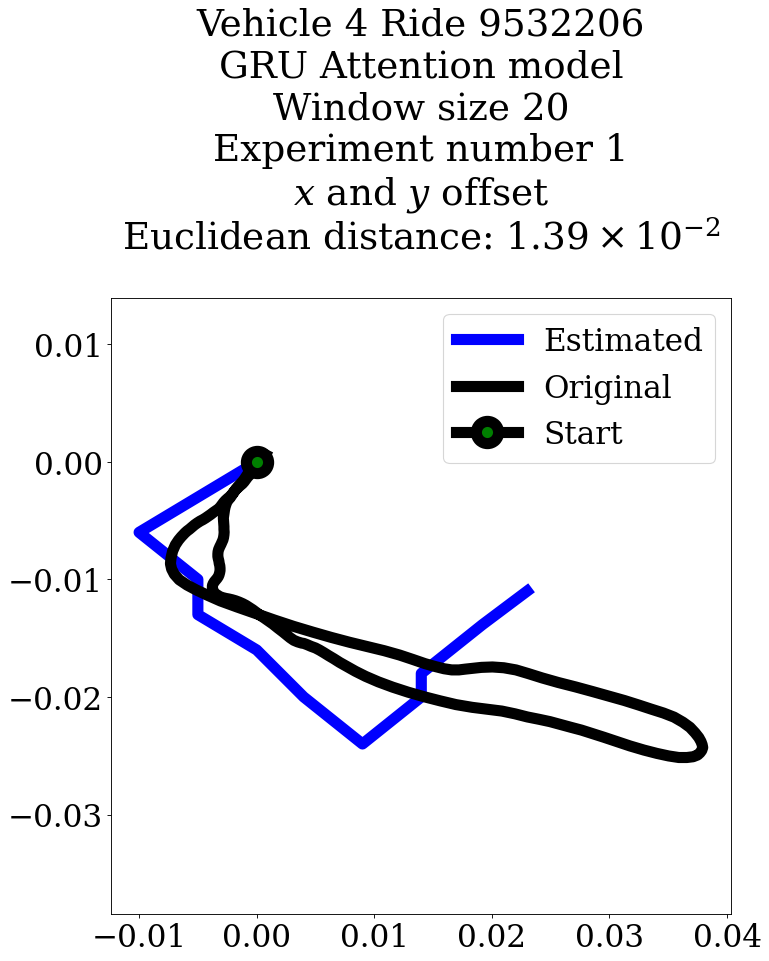 Vehicle 4 Ride 9532206
GRU Attention model
Window size 20
Experiment number 1
x and y offset
Euclidean distance: 1.39 × 10⁻²
Estimated
Original
Start
0.01
0.00
−0.01
−0.02
−0.03
−0.01 0.00 0.01 0.02 0.03 0.04